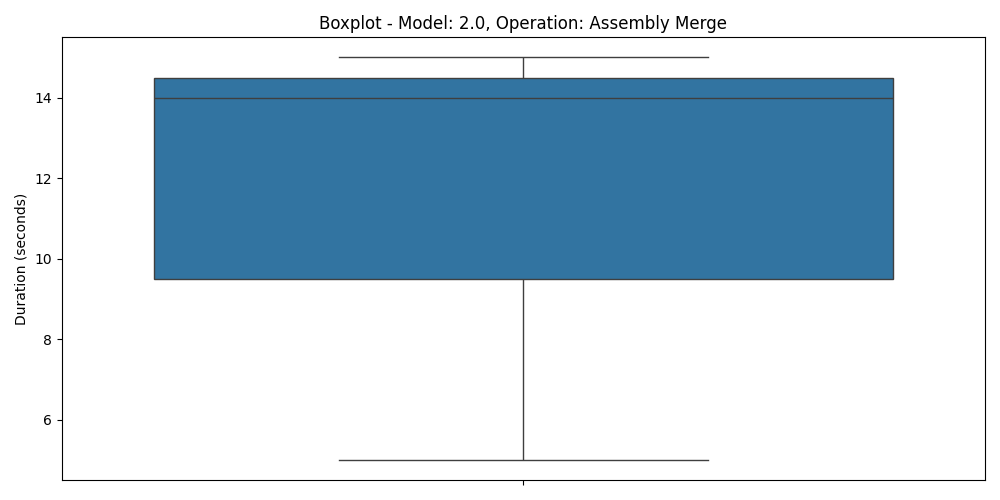 Boxplot - Model: 2.0, Operation: Assembly Merge
14
12
10
8
6
Duration (seconds)